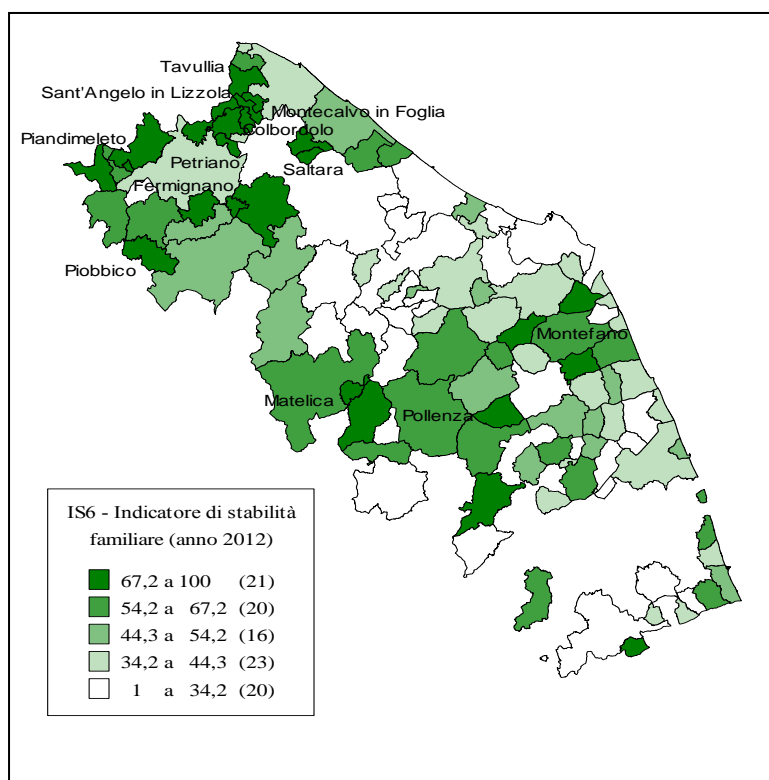 Tavullia
Sant'Angelo in Lizzola
Montecalvo in Foglia
Colbordolo
Piandimeleto
Petriano
Saltara
Fermignano
Piobbico
Montefano
Matelica
Pollenza
IS6 - Indicatore di stabilità
familiare (anno 2012)
67,2 a 100 (21)
54,2 a 67,2 (20)
44,3 a 54,2 (16)
34,2 a 44,3 (23)
1 a 34,2 (20)